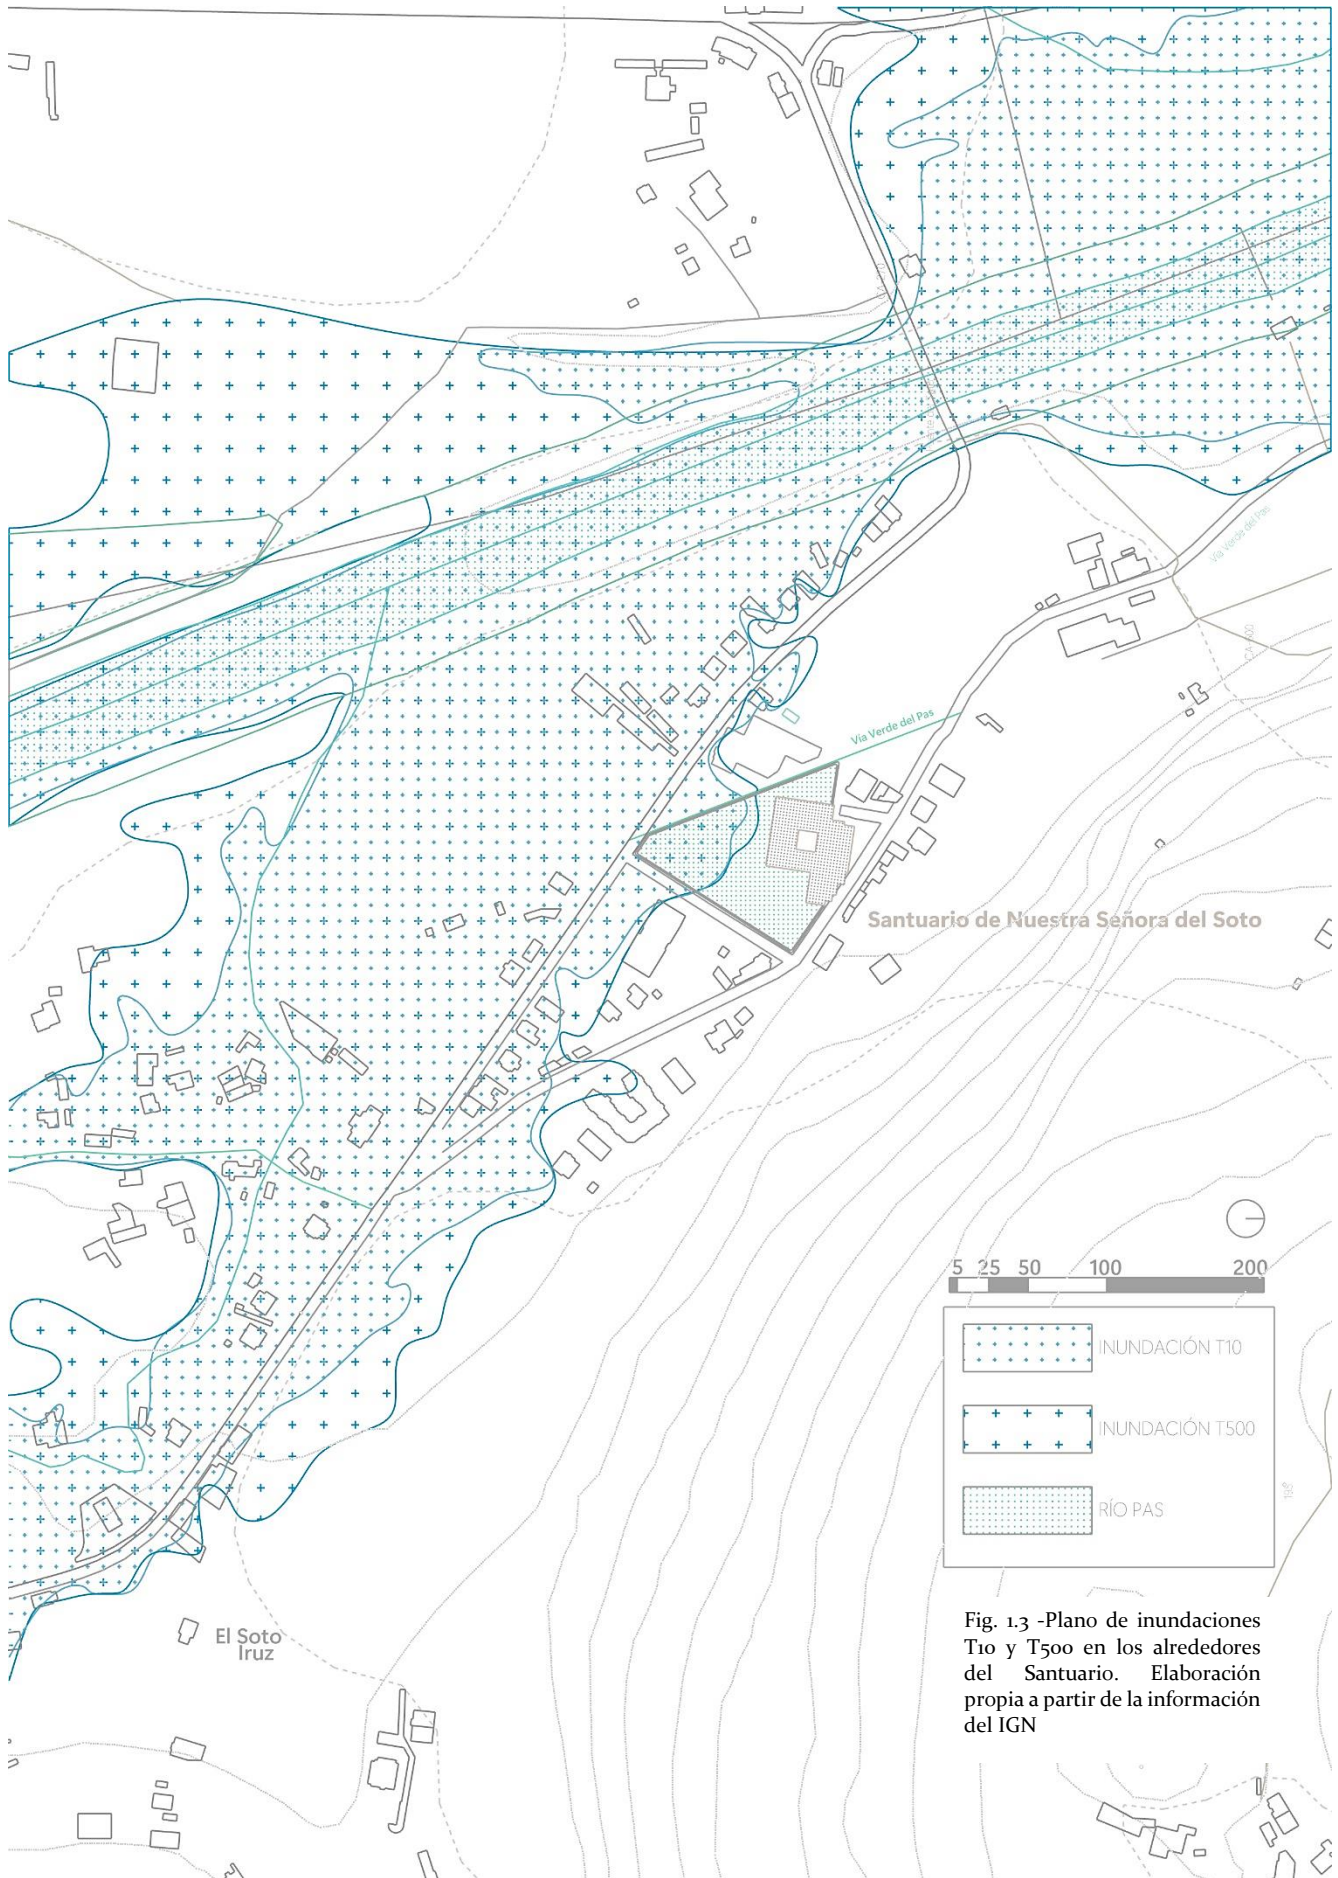 Vía Verde del Pas
Vía Verde del Pas
Santuario de Nuestra Señora del Soto
5 25 50 100 200
INUNDACIÓN T10
INUNDACIÓN T500
RÍO PAS
Fig. 1.3 -Plano de inundaciones
T10 y T500 en los alrededores
del Santuario. Elaboración
propia a partir de la información
del IGN
El Soto
Iruz